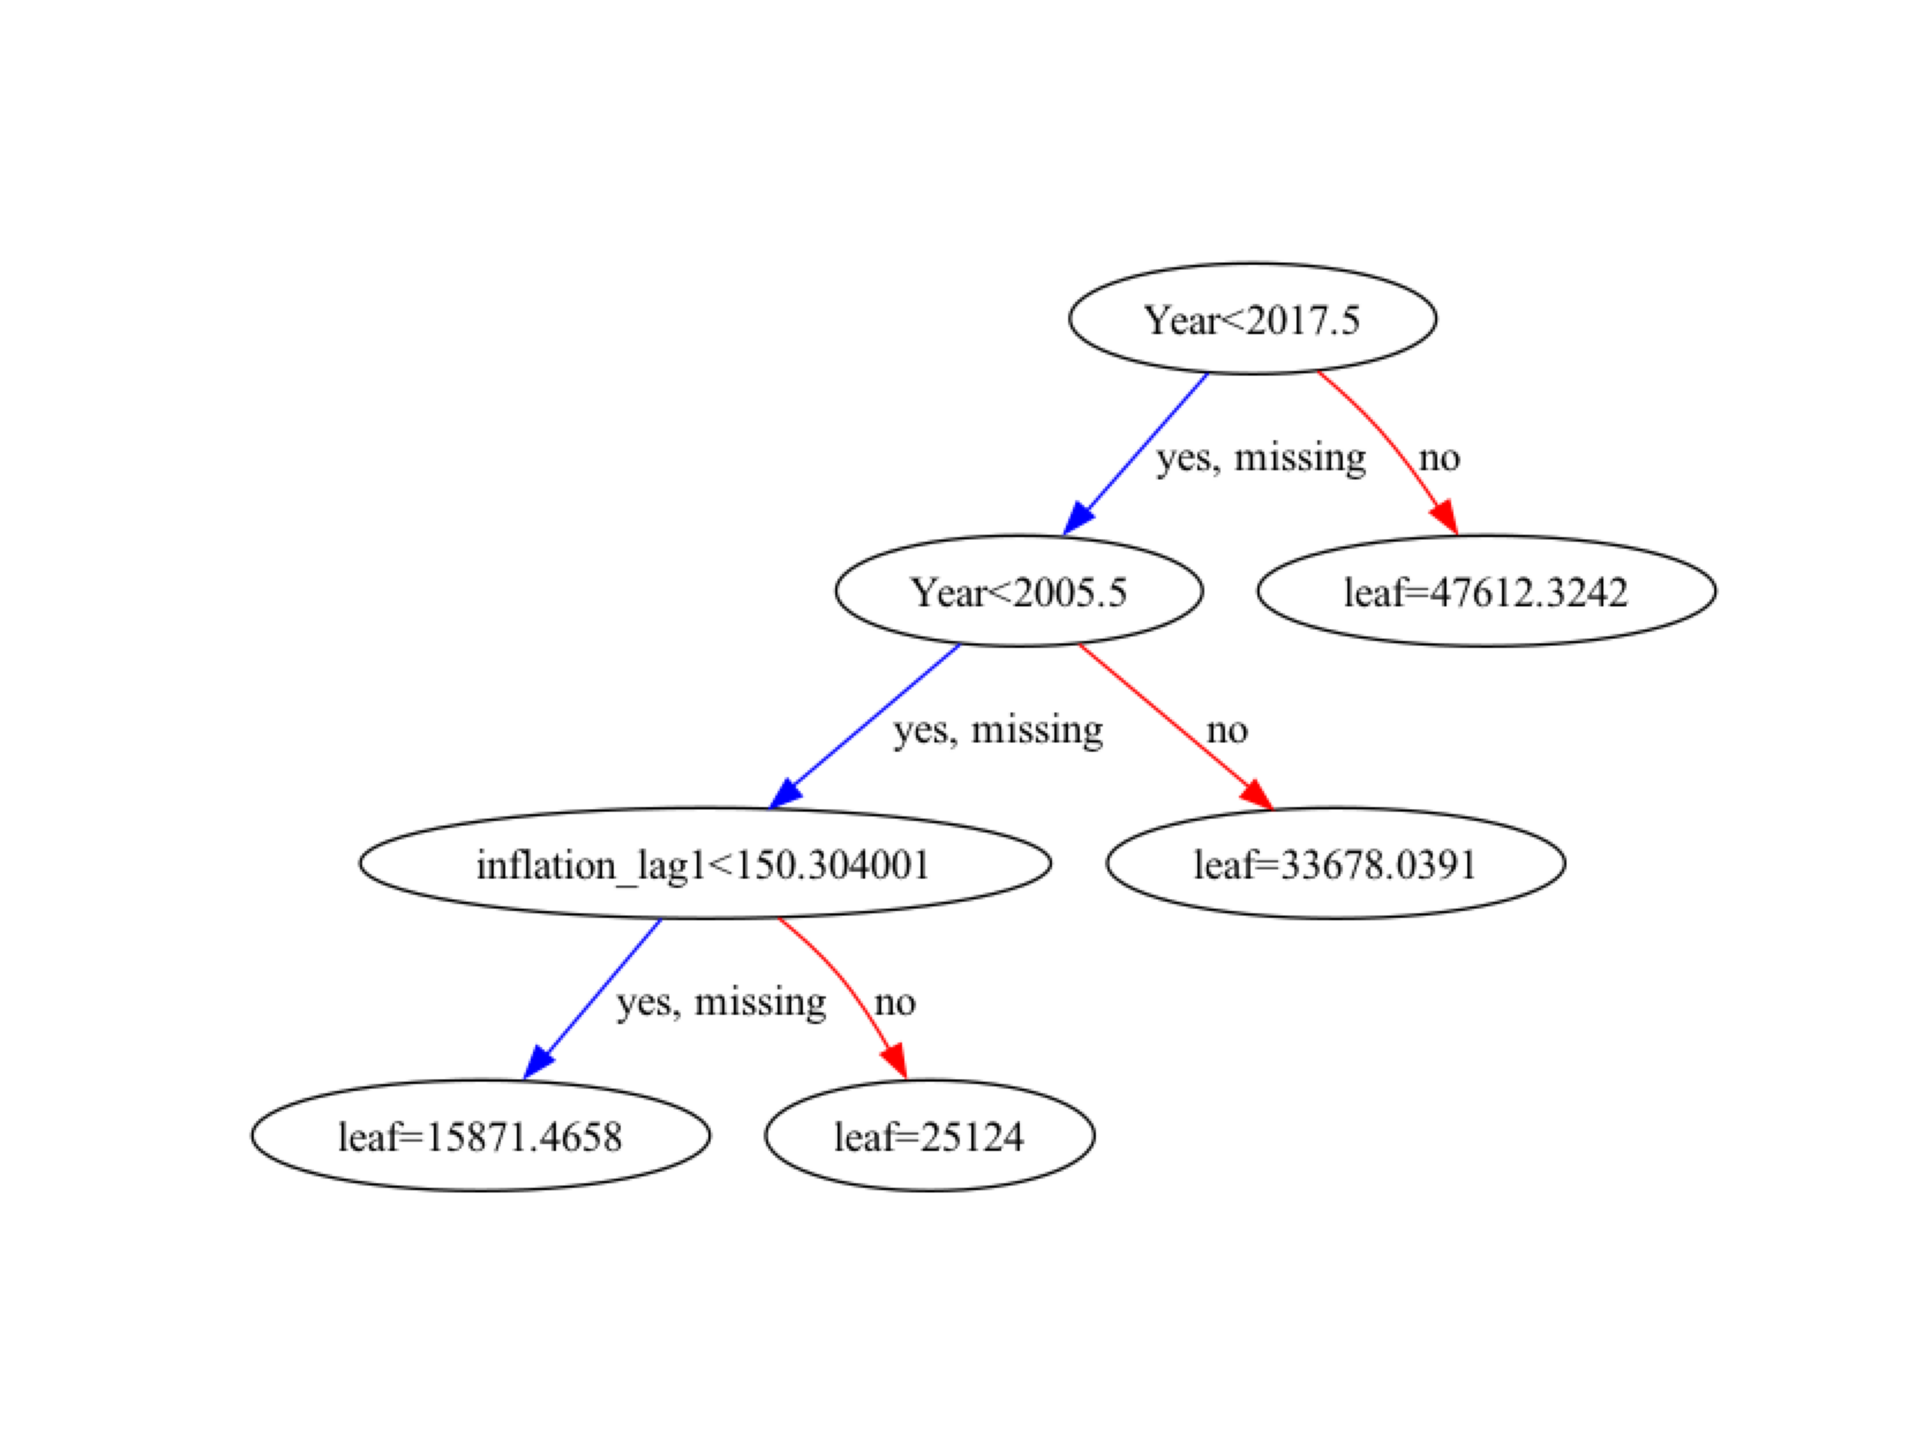 Year<2017.5
yes, missing
no
Year<2005.5
leaf=47612.3242
yes, missing
no
inflation_lag1<150.304001
leaf=33678.0391
yes, missing
no
leaf=15871.4658
leaf=25124